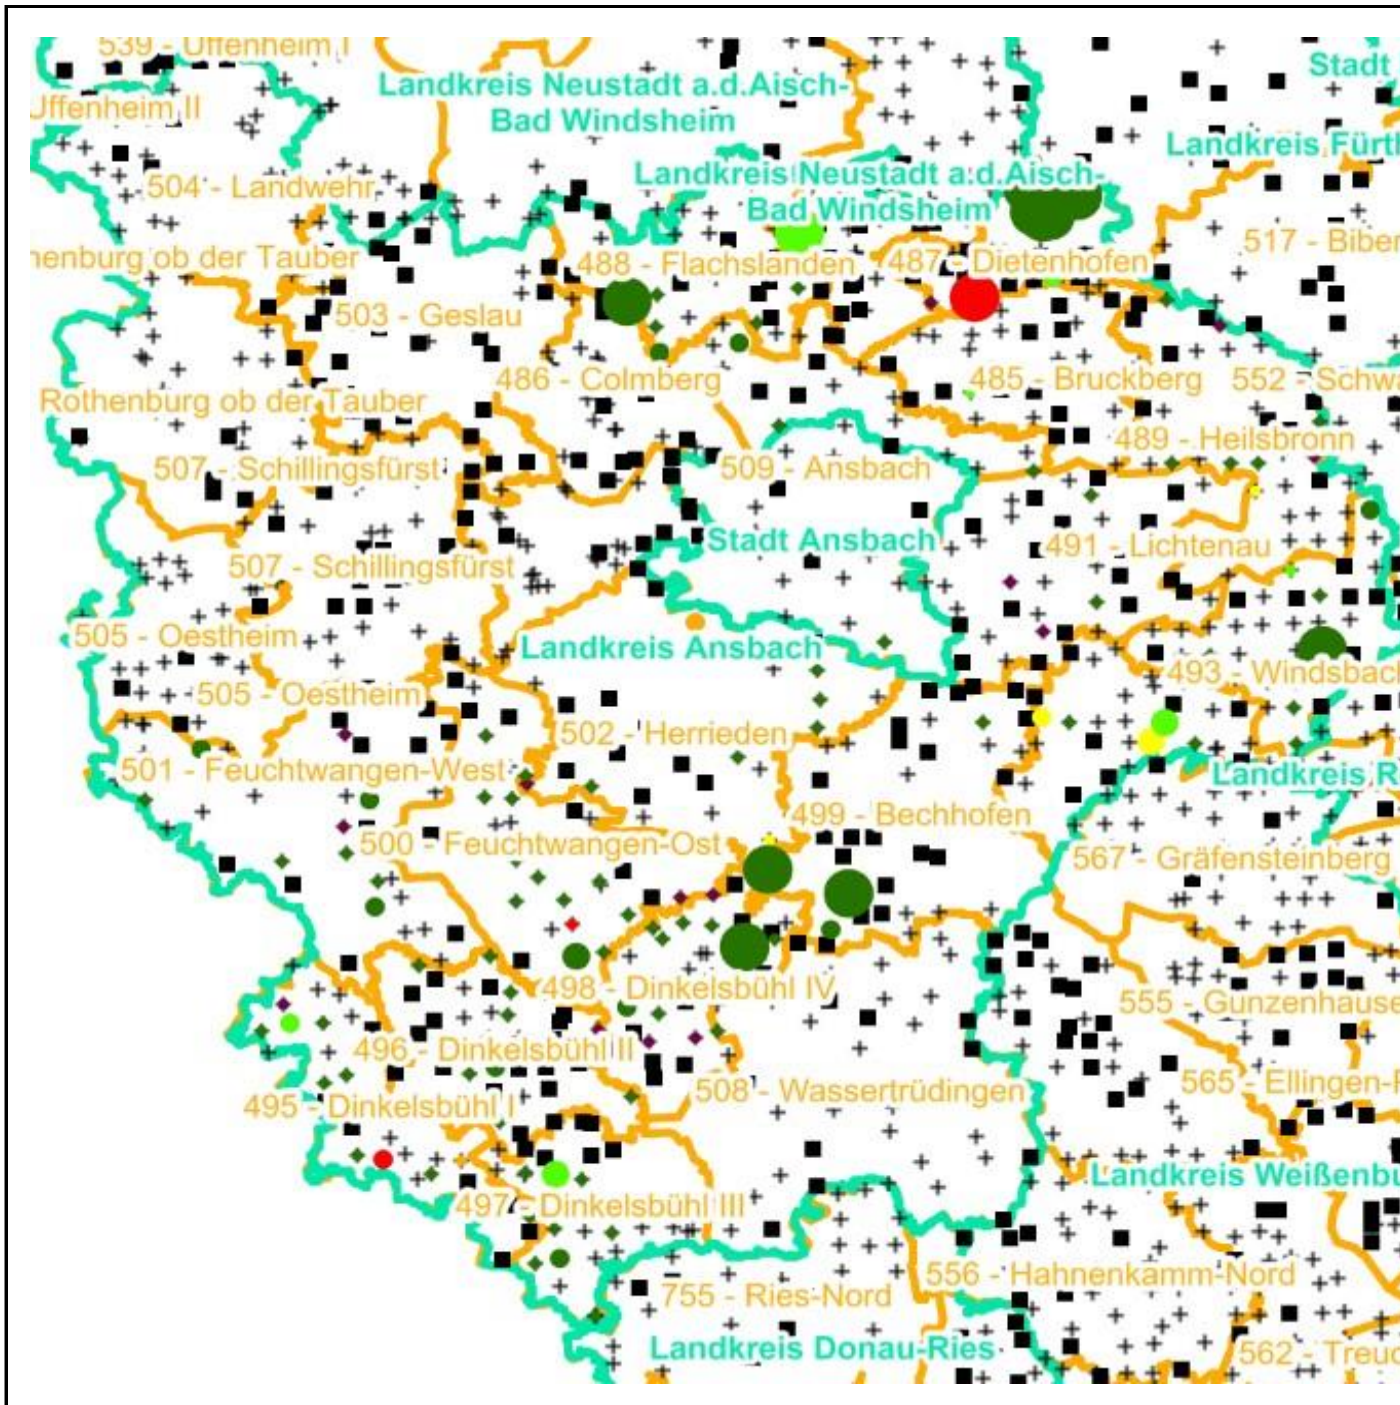 539 - Uffenheim I
Stadt
Landkreis Neustadt a.d.Aisch-
Bad Windsheim
Uffenheim II
Landkreis Fürth
504 - Landwehr
Landkreis Neustadt a.d.Aisch-
Bad Windsheim
517 - Biber
henburg ob der Tauber
488 - Flachslanden
487 - Dietenhofen
503 - Geslau
486 - Colmberg
485 - Bruckberg
552 - Schwa
Rothenburg ob der Tauber
489 - Heilsbronn
507 - Schillingsfürst
509 - Ansbach
Stadt Ansbach
491 - Lichtenau
507 - Schillingsfürst
505 - Oestheim
Landkreis Ansbach
493 - Windsbach
505 - Oestheim
502 - Herrieden
501 - Feuchtwangen-West
Landkreis R
499 - Bechhofen
500 - Feuchtwangen-Ost
567 - Gräfensteinberg
498 - Dinkelsbühl IV
555 - Gunzenhause
496 - Dinkelsbühl II
565 - Ellingen-
508 - Wassertrüdingen
495 - Dinkelsbühl I
Landkreis Weißenbu
497 - Dinkelsbühl III
556 - Hahnenkamm-Nord
755 - Ries-Nord
Landkreis Donau-Ries
562 - Treuc